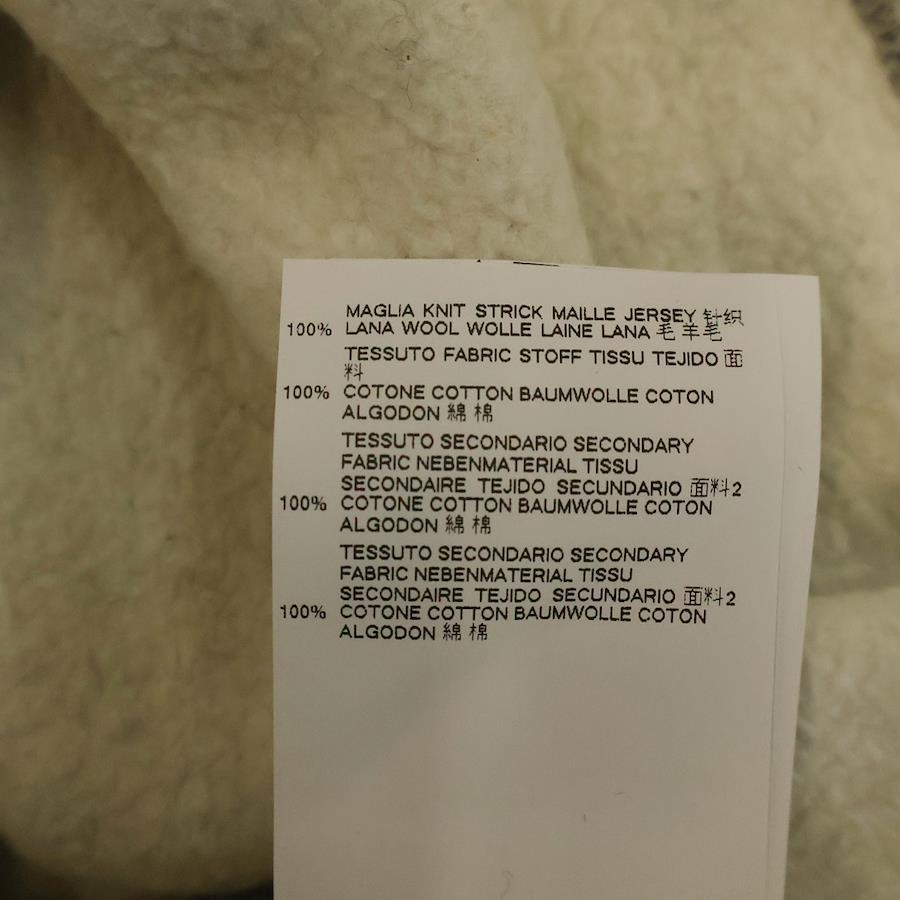 MAGLIA KNIT STRICK MAILLE JERSEY 针织
100% LANA WOOL WOLLE LAINE LANA 毛 羊毛
TESSUTO FABRIC STOFF TISSU TEJIDO 面
料
100% COTONE COTTON BAUMWOLLE COTON
ALGODON 綿 棉
TESSUTO SECONDARIO SECONDARY
FABRIC NEBENMATERIAL TISSU
SECONDAIRE TEJIDO SECUNDARIO 面料2
100% COTONE COTTON BAUMWOLLE COTON
ALGODON 綿 棉
TESSUTO SECONDARIO SECONDARY
FABRIC NEBENMATERIAL TISSU
SECONDAIRE TEJIDO SECUNDARIO 面料2
100% COTONE COTTON BAUMWOLLE COTON
ALGODON 綿 棉